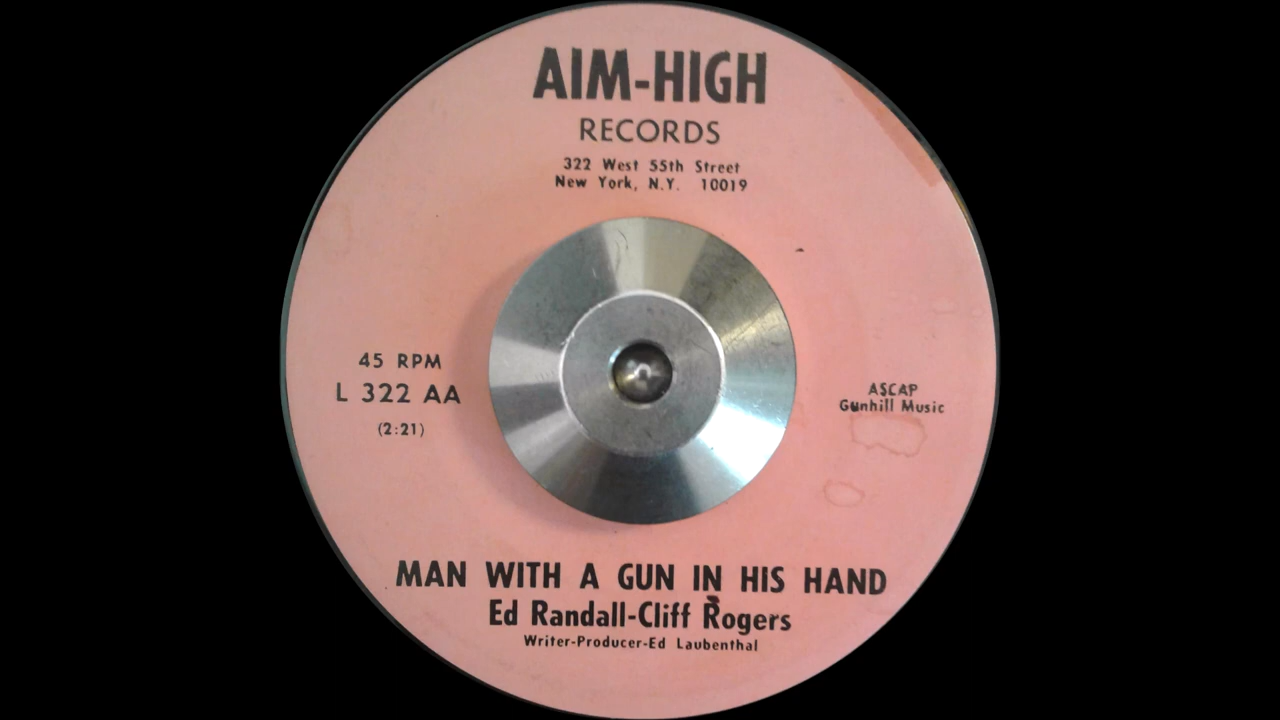 AIM-HIGH
RECORDS
322 West 55th Street
New York, N.Y. 10019
45 RPM
L 322 AA
(2:21)
ASCAP
Gunhill Music
MAN WITH A GUN IN HIS HAND
Ed Randall-Cliff Rogers
Writer-Producer-Ed Laubenthal